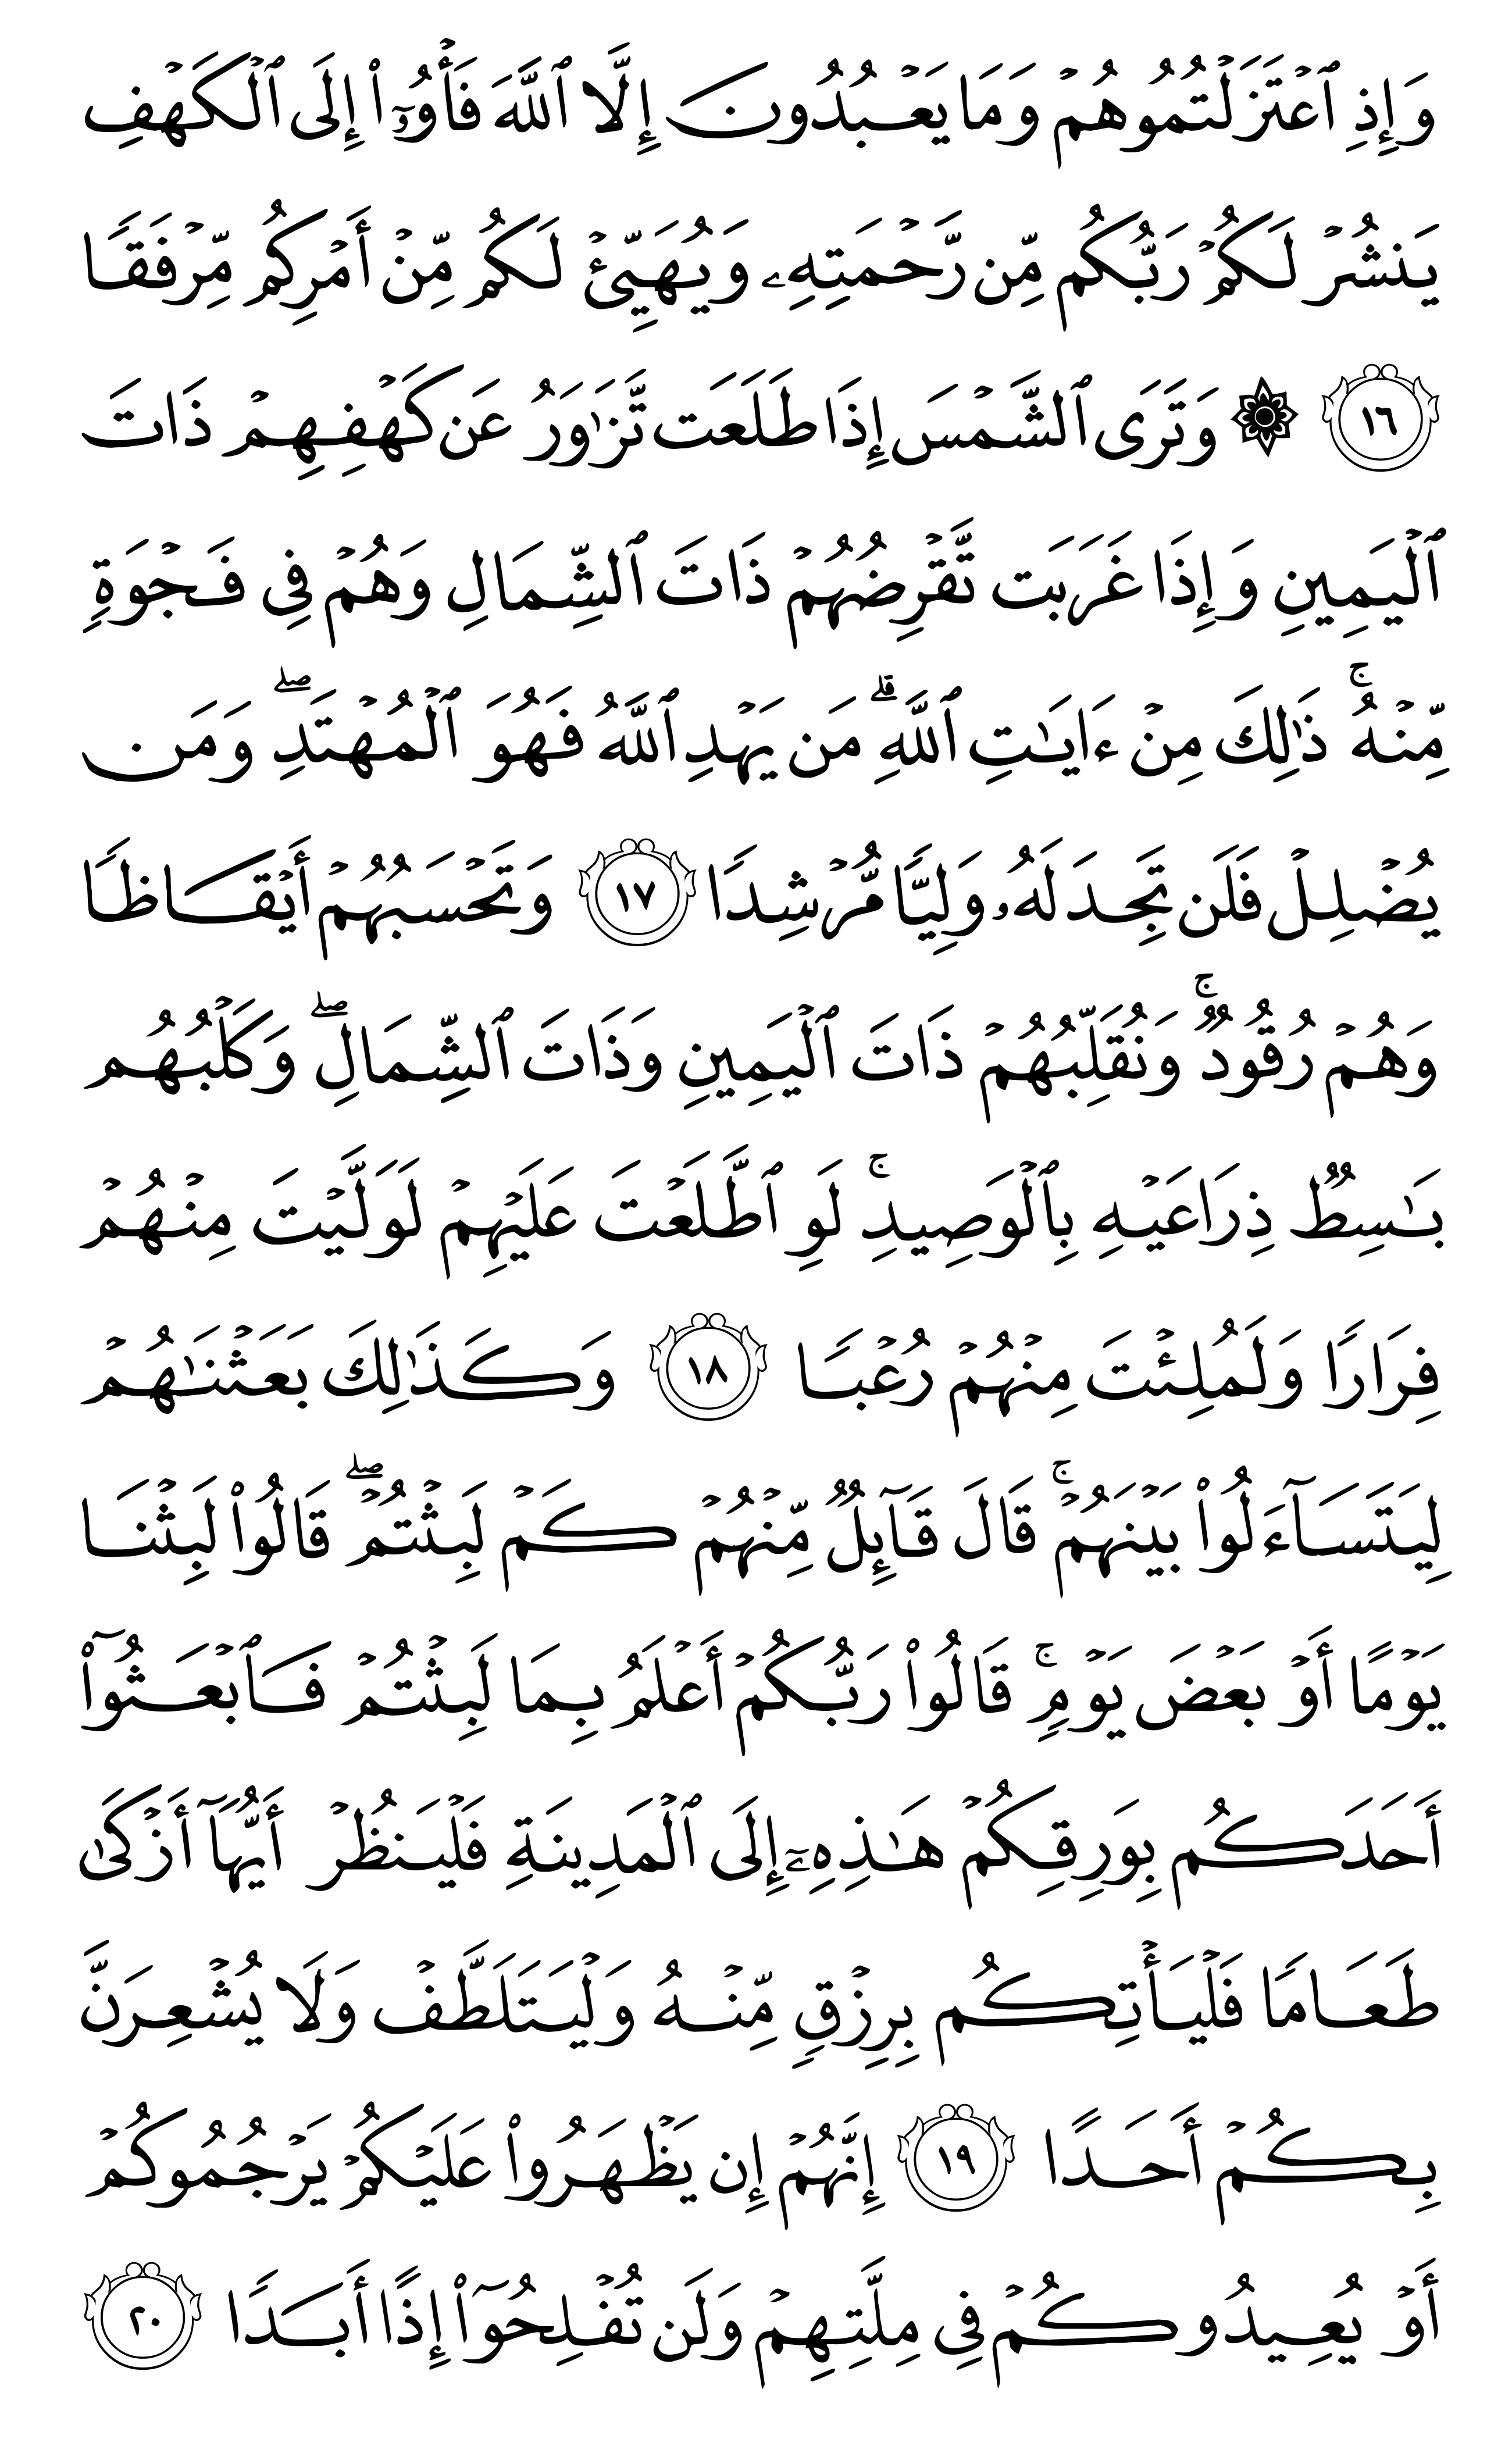 وَإِذِ ٱعۡتَزَلۡتُمُوهُمۡ وَمَا يَعۡبُدُونَ إِلَّا ٱللَّهَ فَأۡوُۥٓاْ إِلَى ٱلۡكَهۡفِ
يَنشُرۡ لَكُمۡ رَبُّكُم مِّن رَّحۡمَتِهِۦ وَيُهَيِّئۡ لَكُم مِّنۡ أَمۡرِكُم مِّرۡفَقٗا
١٦ ۞ وَتَرَى ٱلشَّمۡسَ إِذَا طَلَعَت تَّزَٰوَرُ عَن كَهۡفِهِمۡ ذَاتَ
ٱلۡيَمِينِ وَإِذَا غَرَبَت تَّقۡرِضُهُمۡ ذَاتَ ٱلشِّمَالِ وَهُمۡ فِي فَجۡوَةٖ
مِّنۡهُۚ ذَٰلِكَ مِنۡ ءَايَٰتِ ٱللَّهِۗ مَن يَهۡدِ ٱللَّهُ فَهُوَ ٱلۡمُهۡتَدِۖ وَمَن
يُضۡلِلۡ فَلَن تَجِدَ لَهُۥ وَلِيّٗا مُّرۡشِدٗا ١٧ وَتَحۡسَبُهُمۡ أَيۡقَاظٗا
وَهُمۡ رُقُودٞۚ وَنُقَلِّبُهُمۡ ذَاتَ ٱلۡيَمِينِ وَذَاتَ ٱلشِّمَالِۖ وَكَلۡبُهُم
بَٰسِطٞ ذِرَاعَيۡهِ بِٱلۡوَصِيدِۚ لَوِ ٱطَّلَعۡتَ عَلَيۡهِمۡ لَوَلَّيۡتَ مِنۡهُمۡ
فِرَارٗا وَلَمُلِئۡتَ مِنۡهُمۡ رُعۡبٗا ١٨ وَكَذَٰلِكَ بَعَثۡنَٰهُمۡ
لِيَتَسَآءَلُواْ بَيۡنَهُمۡۚ قَالَ قَآئِلٞ مِّنۡهُمۡ كَمۡ لَبِثۡتُمۡۖ قَالُواْ لَبِثۡنَا
يَوۡمًا أَوۡ بَعۡضَ يَوۡمٖۚ قَالُواْ رَبُّكُمۡ أَعۡلَمُ بِمَا لَبِثۡتُمۡ فَٱبۡعَثُوٓاْ
أَحَدَكُم بِوَرِقِكُمۡ هَٰذِهِۦٓ إِلَى ٱلۡمَدِينَةِ فَلۡيَنظُرۡ أَيُّهَآ أَزۡكَىٰ
طَعَامٗا فَلۡيَأۡتِكُم بِرِزۡقٖ مِّنۡهُ وَلۡيَتَلَطَّفۡ وَلَا يُشۡعِرَنَّ
بِكُمۡ أَحَدًا ١٩ إِنَّهُمۡ إِن يَظۡهَرُواْ عَلَيۡكُمۡ يَرۡجُمُوكُمۡ
أَوۡ يُعِيدُوكُمۡ فِي مِلَّتِهِمۡ وَلَن تُفۡلِحُوٓاْ إِذًا أَبَدٗا ٢٠